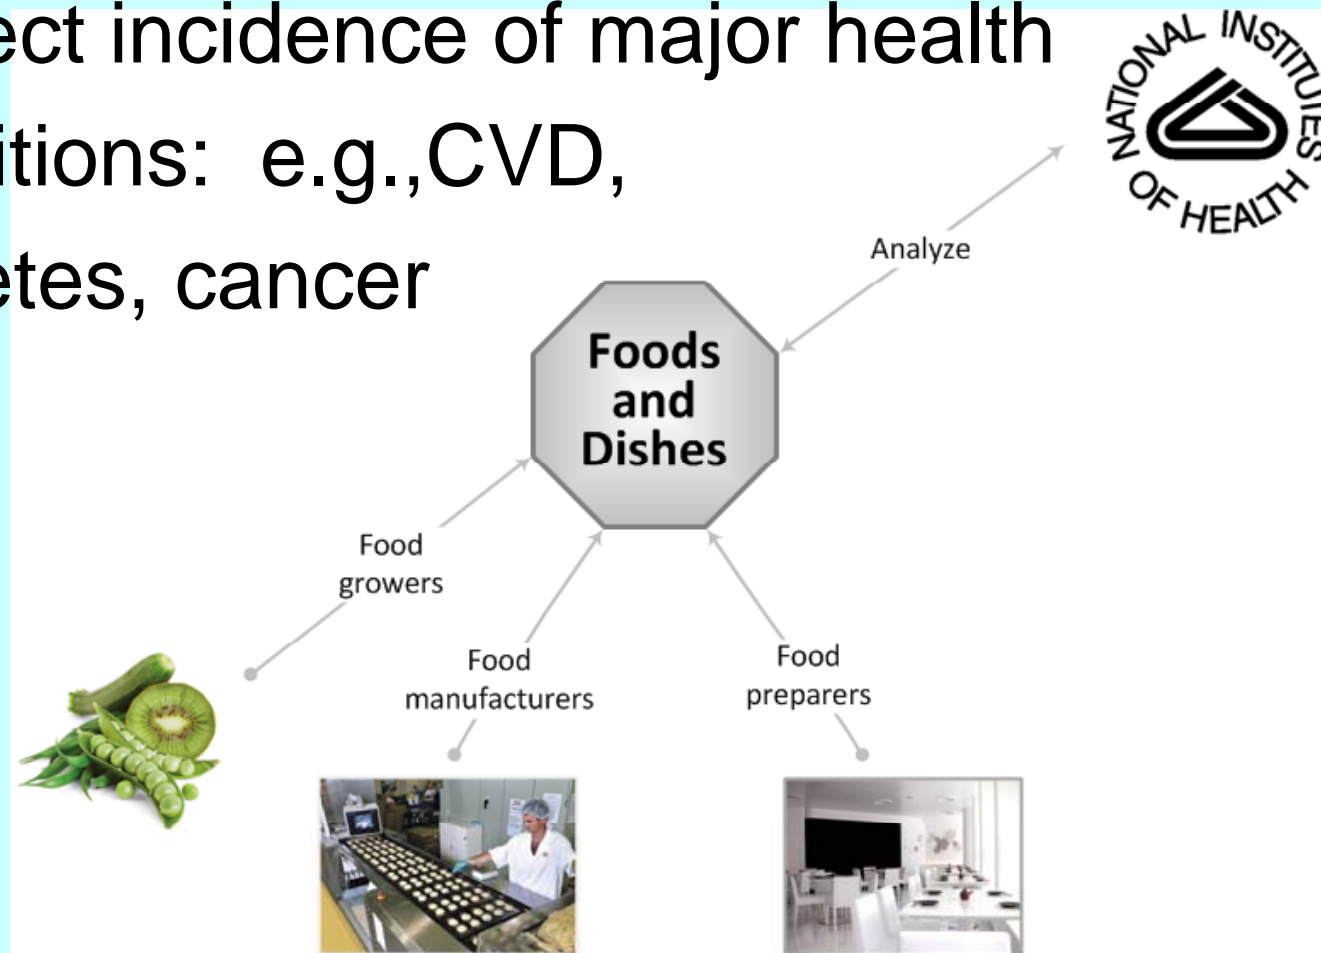 ect incidence of major health
itions:  e.g.,CVD,
etes, cancer
NATIONAL INSTITUTES
OF HEALTH
Analyze
Foods
and
Dishes
Food
growers
Food
manufacturers
Food
preparers